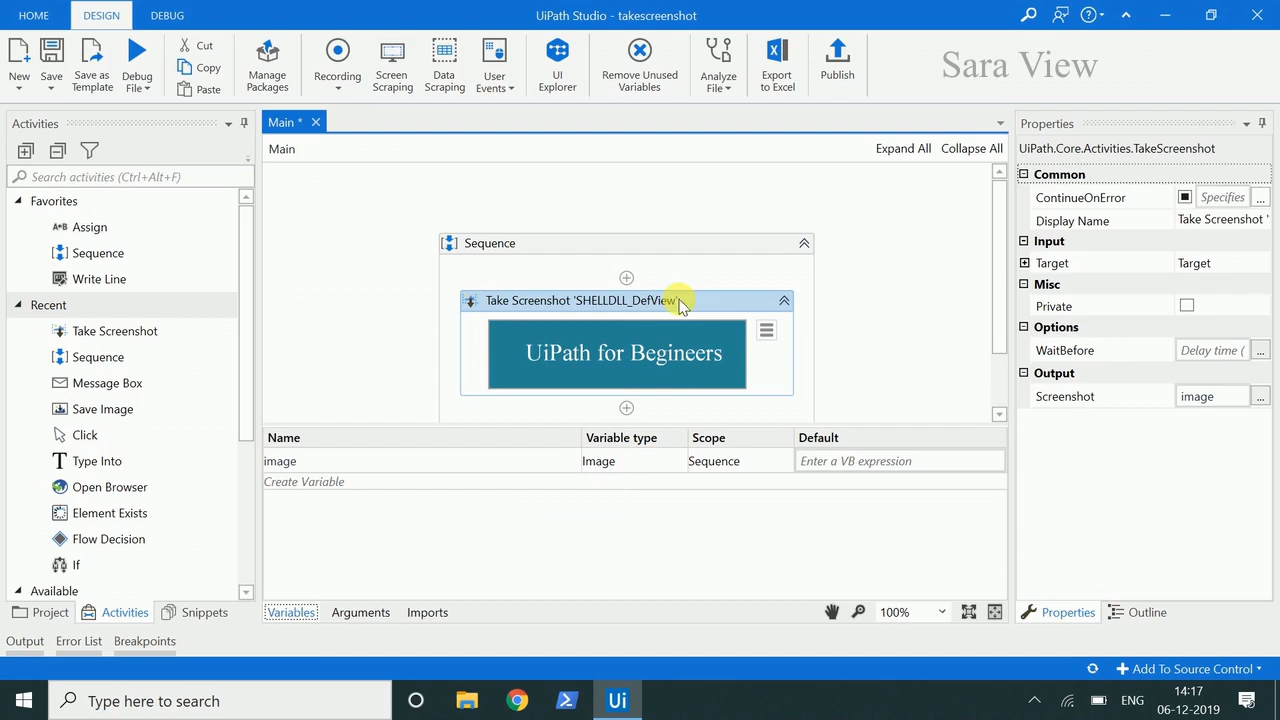 HOME DESIGN DEBUG UiPath Studio - takescreenshot
New Save Save as Template Debug File Cut Copy Paste Manage Packages Recording Screen Scraping Data Scraping User Events UI Explorer Remove Unused Variables Analyze File Export to Excel Publish Sara View
Activities
Search activities (Ctrl+Alt+F)
Favorites
Assign
Sequence
Write Line
Recent
Take Screenshot
Sequence
Message Box
Save Image
Click
Type Into
Open Browser
Element Exists
Flow Decision
If
Available
Project Activities Snippets
Main *
Main Expand All Collapse All
Sequence
Take Screenshot 'SHELLDLL_DefView'
UiPath for Begineers
Name Variable type Scope Default
image Image Sequence Enter a VB expression
Create Variable
Variables Arguments Imports 100%
Properties
UiPath.Core.Activities.TakeScreenshot
Common
ContinueOnError Specifies ...
Display Name Take Screenshot '
Input
Target Target
Misc
Private
Options
WaitBefore Delay time ( ...
Output
Screenshot image ...
Properties Outline
Output Error List Breakpoints
Add To Source Control
Type here to search Ui ENG 14:17
06-12-2019